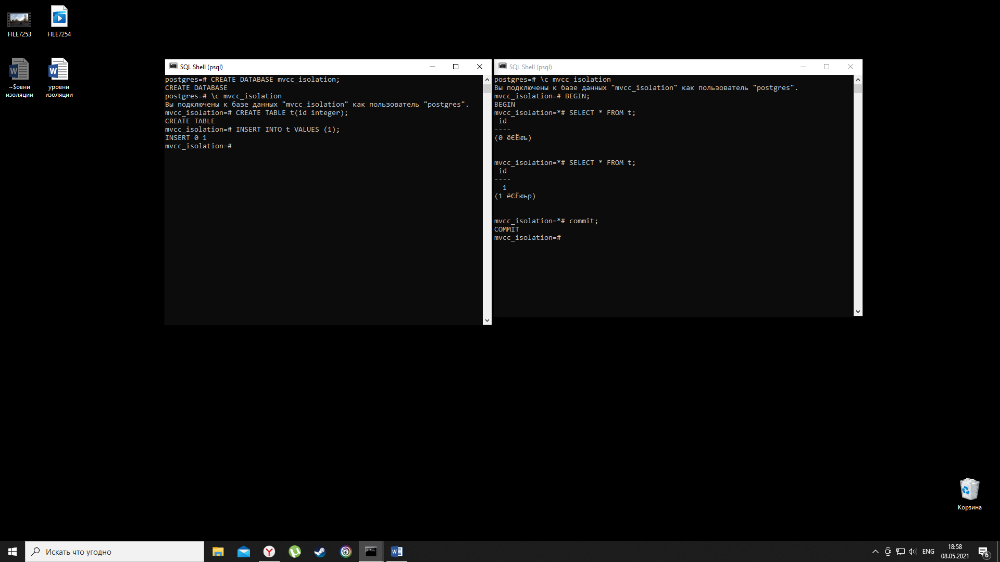 FILE7253
FILE7254
~$овни
изоляции
уровни
изоляции
SQL Shell (psql)
postgres=# CREATE DATABASE mvcc_isolation;
CREATE DATABASE
postgres=# \c mvcc_isolation
Вы подключены к базе данных "mvcc_isolation" как пользователь "postgres".
mvcc_isolation=# CREATE TABLE t(id integer);
CREATE TABLE
mvcc_isolation=# INSERT INTO t VALUES (1);
INSERT 0 1
mvcc_isolation=#
SQL Shell (psql)
postgres=# \c mvcc_isolation
Вы подключены к базе данных "mvcc_isolation" как пользователь "postgres".
mvcc_isolation=# BEGIN;
BEGIN
mvcc_isolation=*# SELECT * FROM t;
id
----
(0 ёЄЁюъ)
mvcc_isolation=*# SELECT * FROM t;
id
----
1
(1 ёЄЁюър)
mvcc_isolation=*# commit;
COMMIT
mvcc_isolation=#
Корзина
Искать что угодно
ENG
18:58
08.05.2021
6